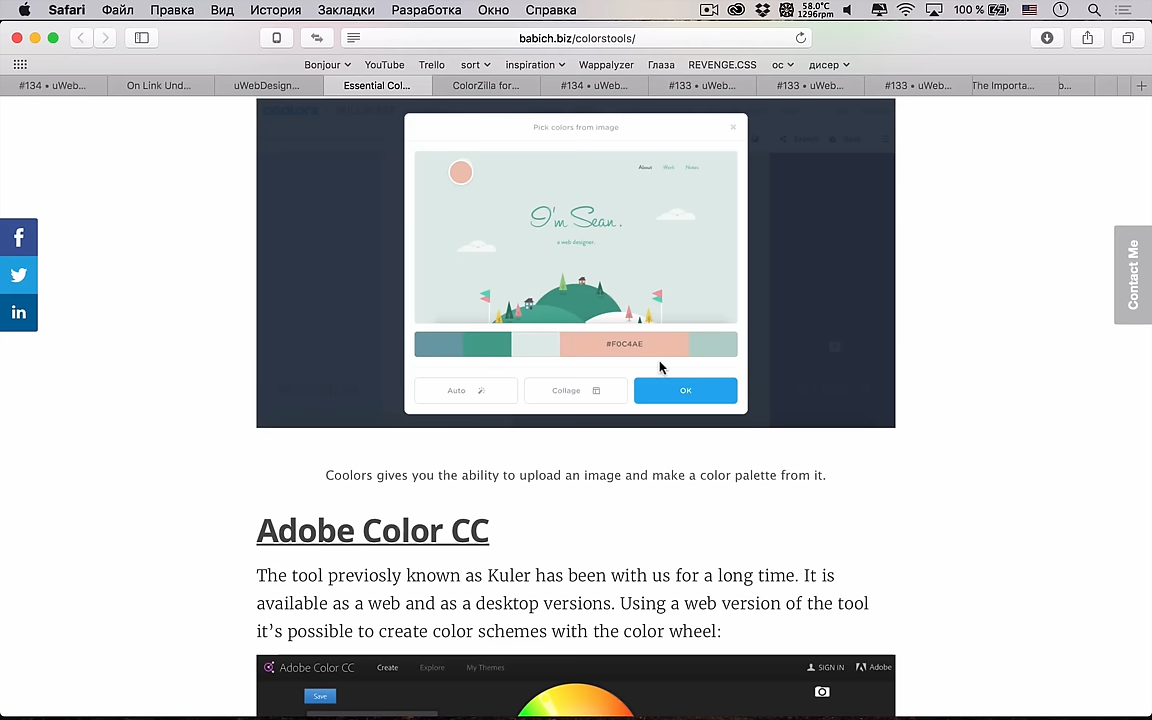 Safari Файл Правка Вид История Закладки Разработка Окно Справка 58.0°C 1296rpm 100 %
babich.biz/colorstools/
Bonjour YouTube Trello sort inspiration Wappalyzer Глаза REVENGE.CSS ос дисер
#134 • uWeb... On Link Und... uWebDesign... Essential Col... ColorZilla for... #134 • uWeb... #133 • uWeb... #133 • uWeb... #133 • uWeb... The Importa... b...
Pick colors from image
About Work Notes
I'm Sean.
a web designer.
#F0C4AE
Auto Collage OK
Contact Me
Coolors gives you the ability to upload an image and make a color palette from it.
Adobe Color CC
The tool previosly known as Kuler has been with us for a long time. It is
available as a web and as a desktop versions. Using a web version of the tool
it's possible to create color schemes with the color wheel:
Adobe Color CC Create Explore My Themes SIGN IN Adobe
Save